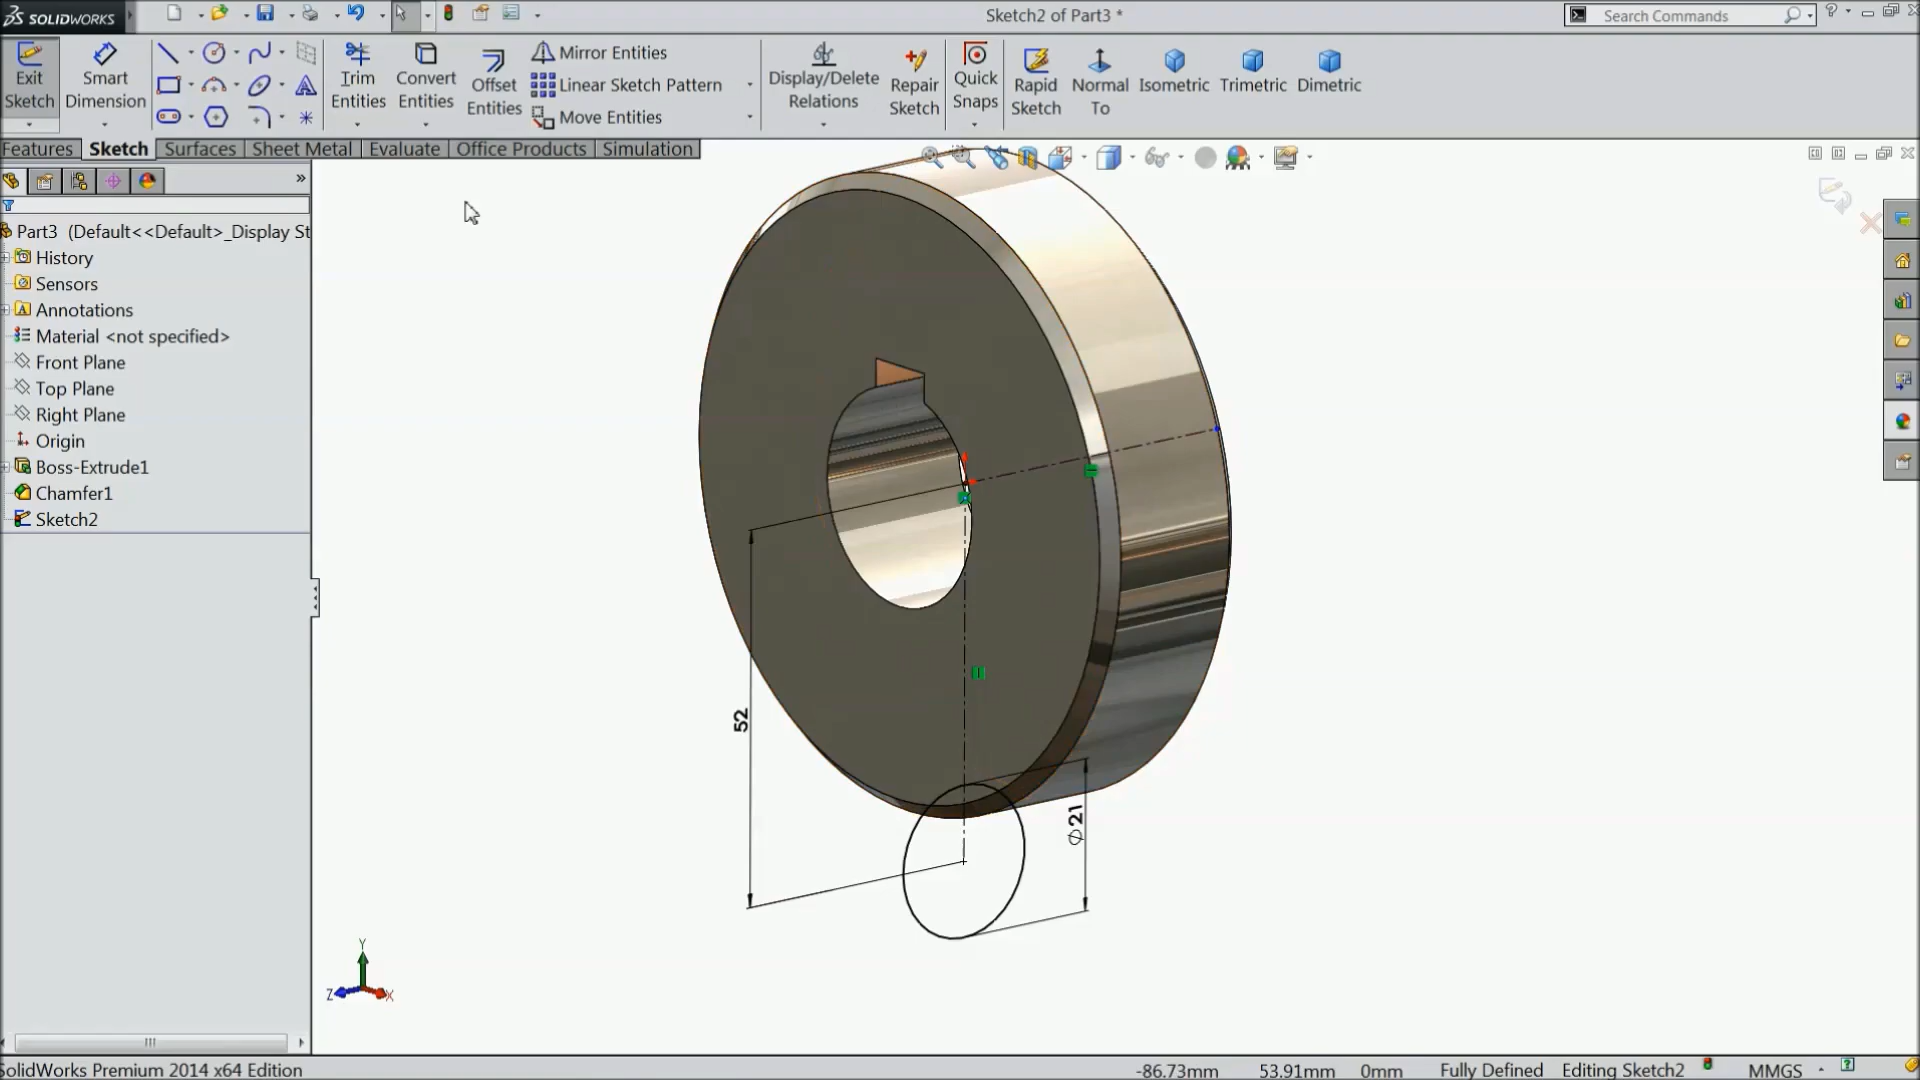 SOLIDWORKS
Sketch2 of Part3 *
Search Commands
Exit Sketch
Smart Dimension
Trim Entities
Convert Entities
Offset Entities
Mirror Entities
Linear Sketch Pattern
Move Entities
Display/Delete Relations
Repair Sketch
Quick Snaps
Rapid Sketch
Normal To
Isometric
Trimetric
Dimetric
Features
Sketch
Surfaces
Sheet Metal
Evaluate
Office Products
Simulation
Part3 (Default<<Default>_Display St
History
Sensors
Annotations
Material <not specified>
Front Plane
Top Plane
Right Plane
Origin
Boss-Extrude1
Chamfer1
Sketch2
52
∅21
Y
Z
X
SolidWorks Premium 2014 x64 Edition
-86.73mm
53.91mm
0mm
Fully Defined
Editing Sketch2
MMGS